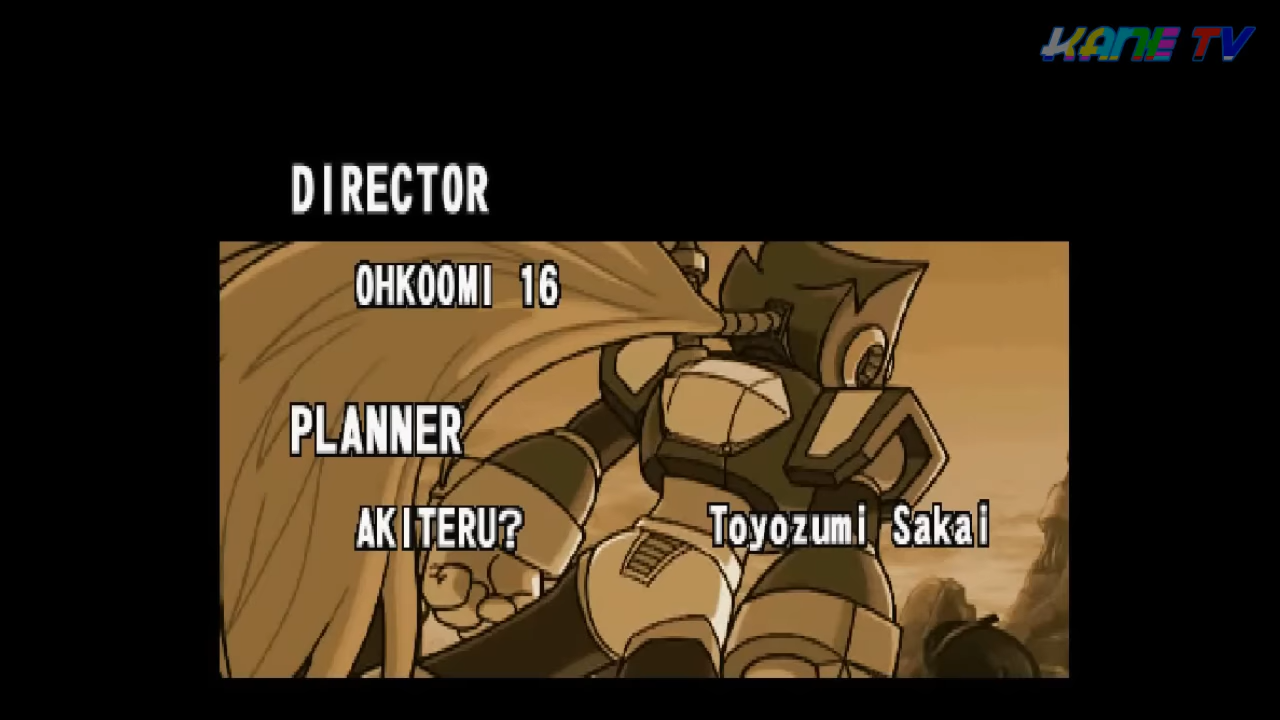 KANE TV
DIRECTOR
OHKOOMI 16
PLANNER
AKITERU? Toyozumi Sakai